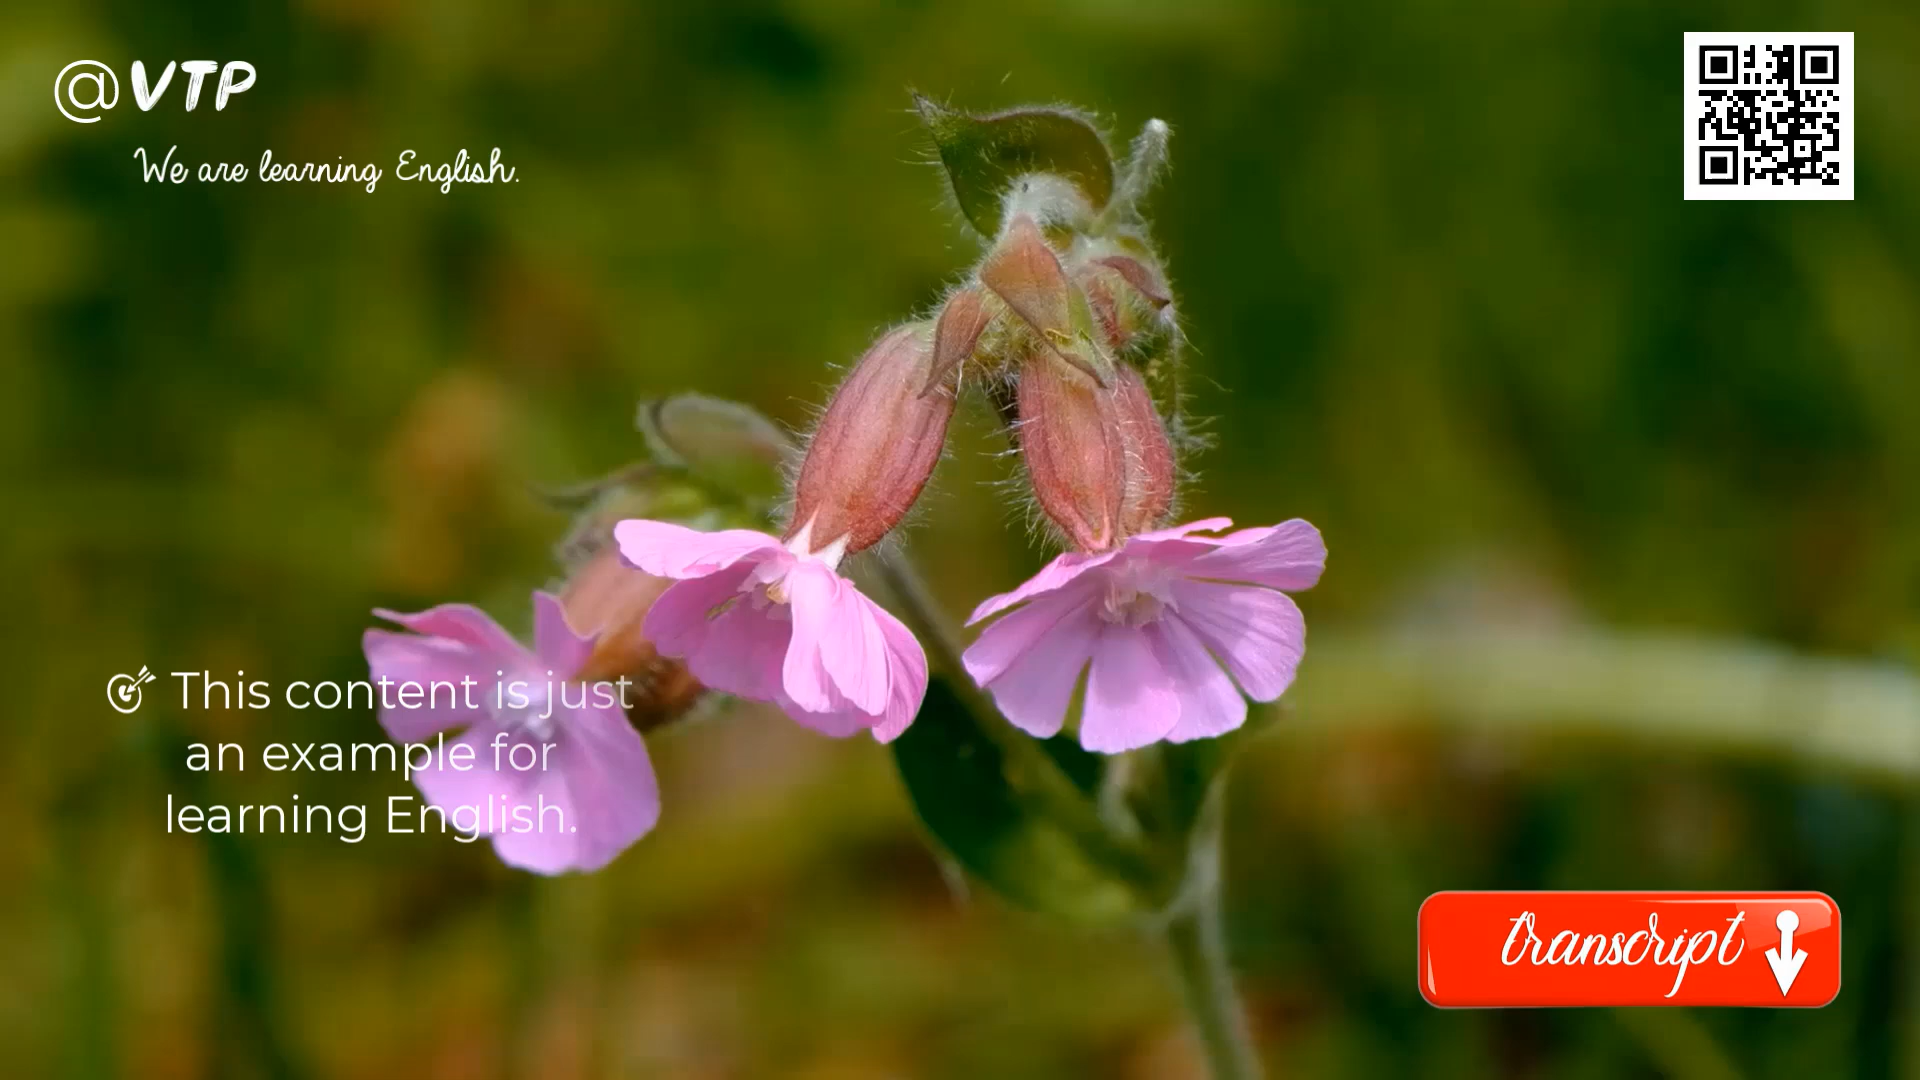 @VTP
We are learning English.
This content is just
an example for
learning English.
transcript